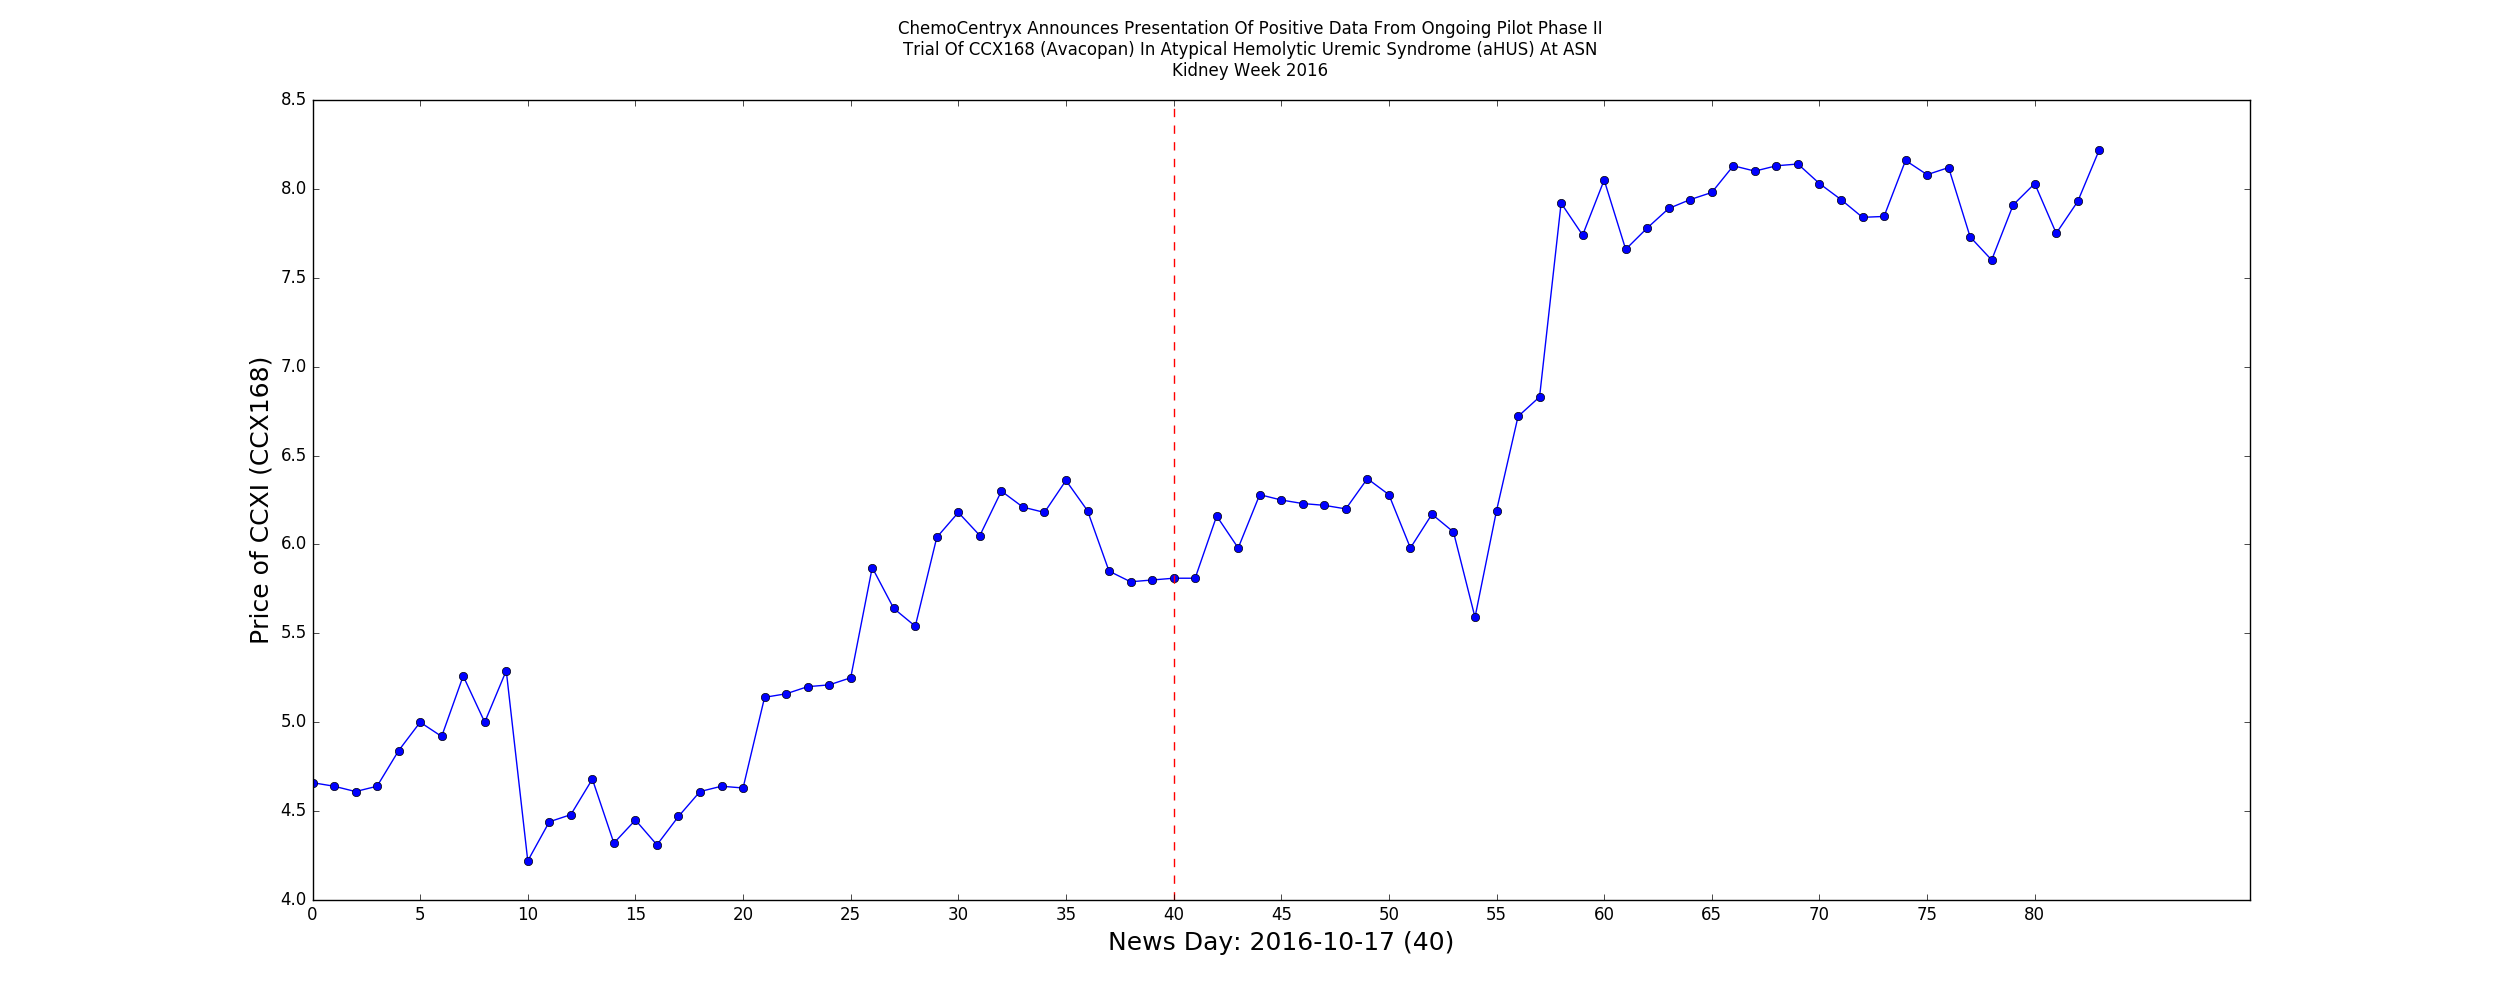 ChemoCentryx Announces Presentation Of Positive Data From Ongoing Pilot Phase II
Trial Of CCX168 (Avacopan) In Atypical Hemolytic Uremic Syndrome (aHUS) At ASN
Kidney Week 2016
8.5
8.0
7.5
7.0
6.5
6.0
5.5
5.0
4.5
4.0
Price of CCXI (CCX168)
0 5 10 15 20 25 30 35 40 45 50 55 60 65 70 75 80
News Day: 2016-10-17 (40)